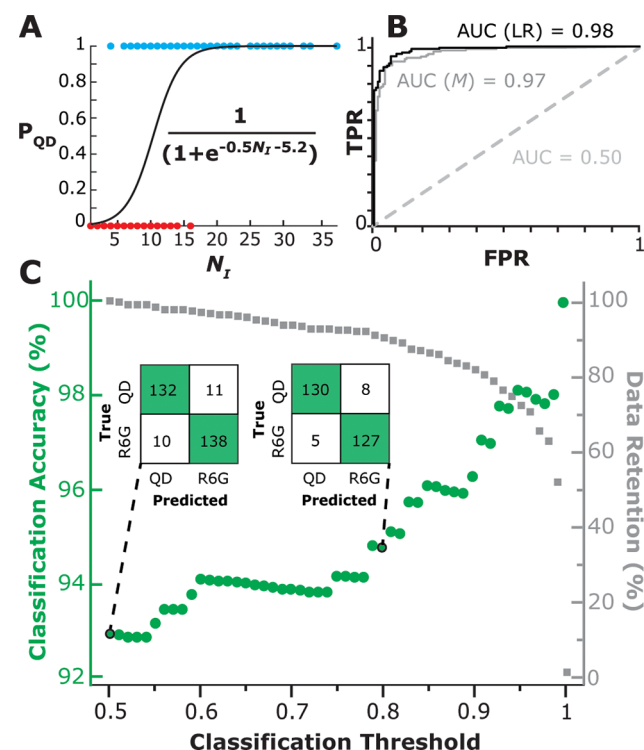 A
1
0.8
0.6
0.4
0.2
0
P_QD
1
(1+e^-0.5N_I -5.2)
5 10 15 20 25 30 35
N_I
B
AUC (LR) = 0.98
AUC (M) = 0.97
AUC = 0.50
1
TPR
0
0 1
FPR
C
100
98
96
94
92
Classification Accuracy (%)
100
80
60
40
20
0
Data Retention (%)
True
QD
R6G
132 11
10 138
QD R6G
Predicted
True
QD
R6G
130 8
5 127
QD R6G
Predicted
0.5 0.6 0.7 0.8 0.9 1
Classification Threshold